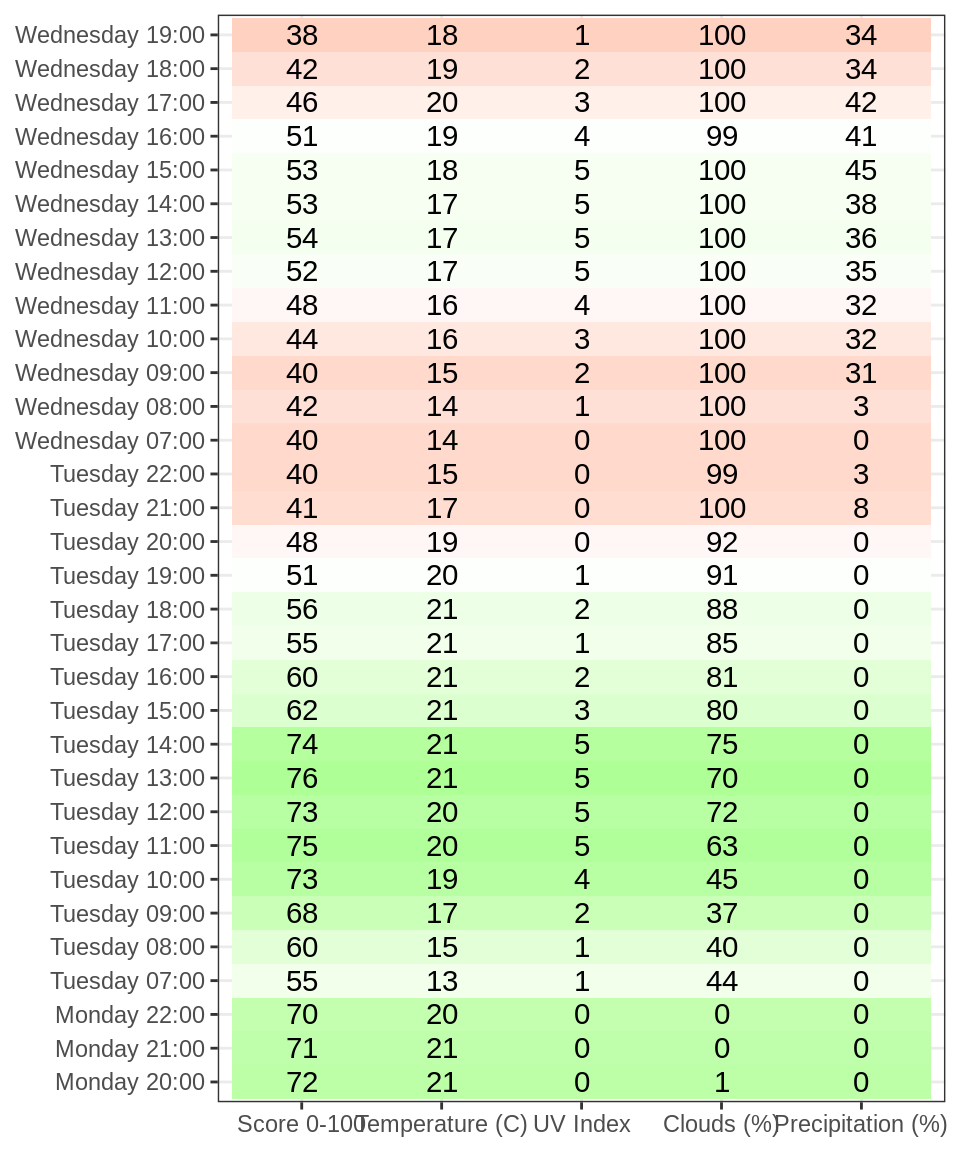 Wednesday 19:00 38 18 1 100 34
Wednesday 18:00 42 19 2 100 34
Wednesday 17:00 46 20 3 100 42
Wednesday 16:00 51 19 4 99 41
Wednesday 15:00 53 18 5 100 45
Wednesday 14:00 53 17 5 100 38
Wednesday 13:00 54 17 5 100 36
Wednesday 12:00 52 17 5 100 35
Wednesday 11:00 48 16 4 100 32
Wednesday 10:00 44 16 3 100 32
Wednesday 09:00 40 15 2 100 31
Wednesday 08:00 42 14 1 100 3
Wednesday 07:00 40 14 0 100 0
Tuesday 22:00 40 15 0 99 3
Tuesday 21:00 41 17 0 100 8
Tuesday 20:00 48 19 0 92 0
Tuesday 19:00 51 20 1 91 0
Tuesday 18:00 56 21 2 88 0
Tuesday 17:00 55 21 1 85 0
Tuesday 16:00 60 21 2 81 0
Tuesday 15:00 62 21 3 80 0
Tuesday 14:00 74 21 5 75 0
Tuesday 13:00 76 21 5 70 0
Tuesday 12:00 73 20 5 72 0
Tuesday 11:00 75 20 5 63 0
Tuesday 10:00 73 19 4 45 0
Tuesday 09:00 68 17 2 37 0
Tuesday 08:00 60 15 1 40 0
Tuesday 07:00 55 13 1 44 0
Monday 22:00 70 20 0 0 0
Monday 21:00 71 21 0 0 0
Monday 20:00 72 21 0 1 0
Score 0-100 Temperature (C) UV Index Clouds (%) Precipitation (%)